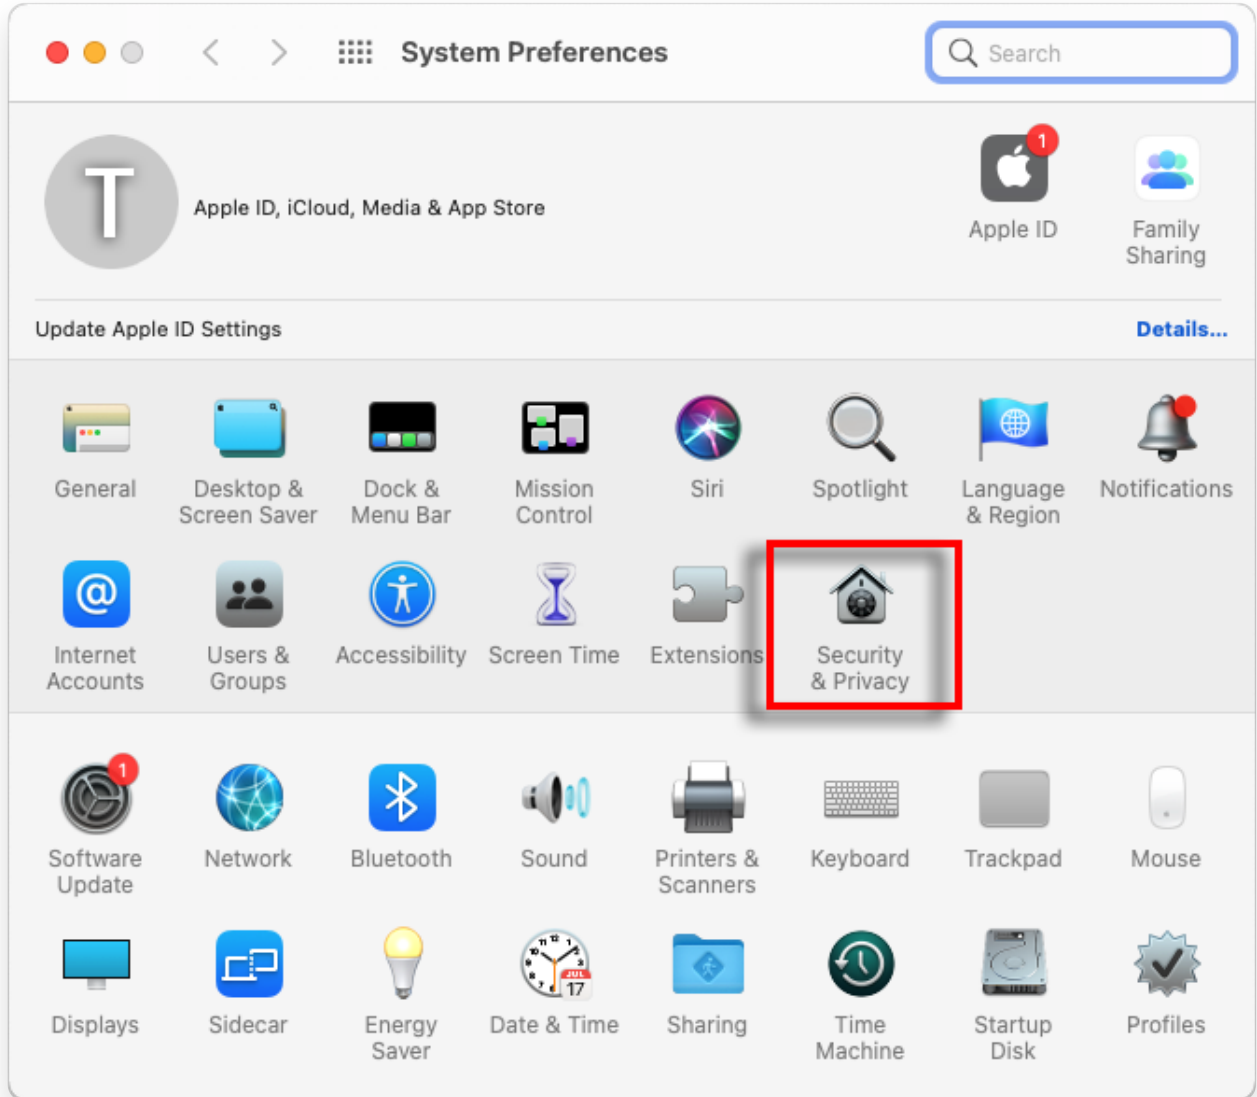 System Preferences
Search
T
Apple ID, iCloud, Media & App Store
1
Apple ID
Family
Sharing
Update Apple ID Settings
Details...
General
Desktop &
Screen Saver
Dock &
Menu Bar
Mission
Control
Siri
Spotlight
Language
& Region
Notifications
@
Internet
Accounts
Users &
Groups
Accessibility
Screen Time
Extensions
Security
& Privacy
1
Software
Update
Network
Bluetooth
Sound
Printers &
Scanners
Keyboard
Trackpad
Mouse
Displays
Sidecar
Energy
Saver
JUL
17
Date & Time
Sharing
Time
Machine
Startup
Disk
Profiles